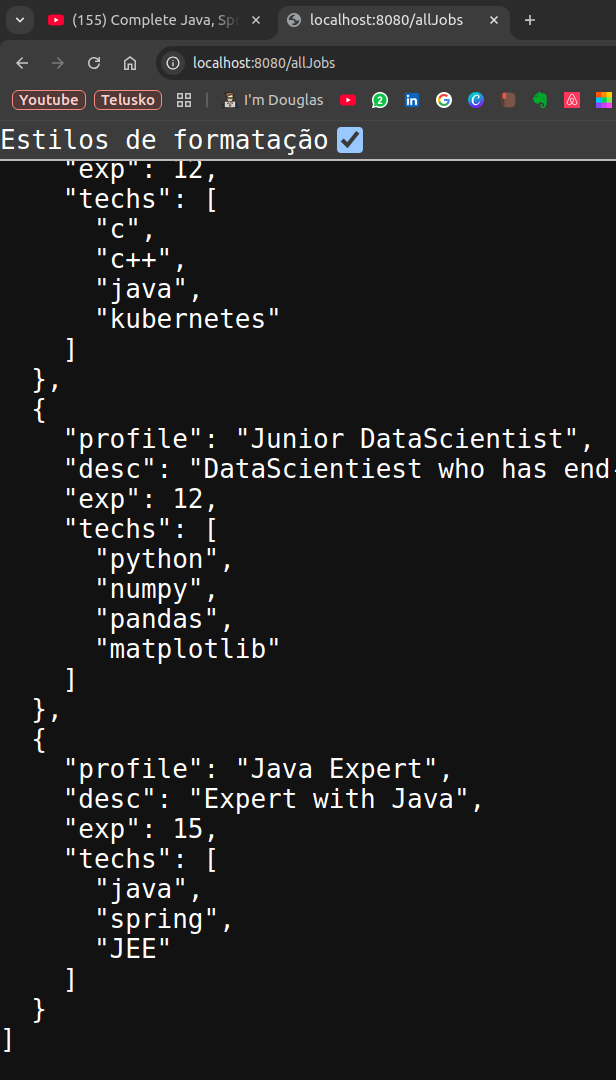 (155) Complete Java, Spr
localhost:8080/allJobs
localhost:8080/allJobs
Youtube
Telusko
I'm Douglas
Estilos de formatação
"exp": 12,
"techs": [
"c",
"c++",
"java",
"kubernetes"
]
},
{
"profile": "Junior DataScientist",
"desc": "DataScientiest who has end-
"exp": 12,
"techs": [
"python",
"numpy",
"pandas",
"matplotlib"
]
},
{
"profile": "Java Expert",
"desc": "Expert with Java",
"exp": 15,
"techs": [
"java",
"spring",
"JEE"
]
}
]